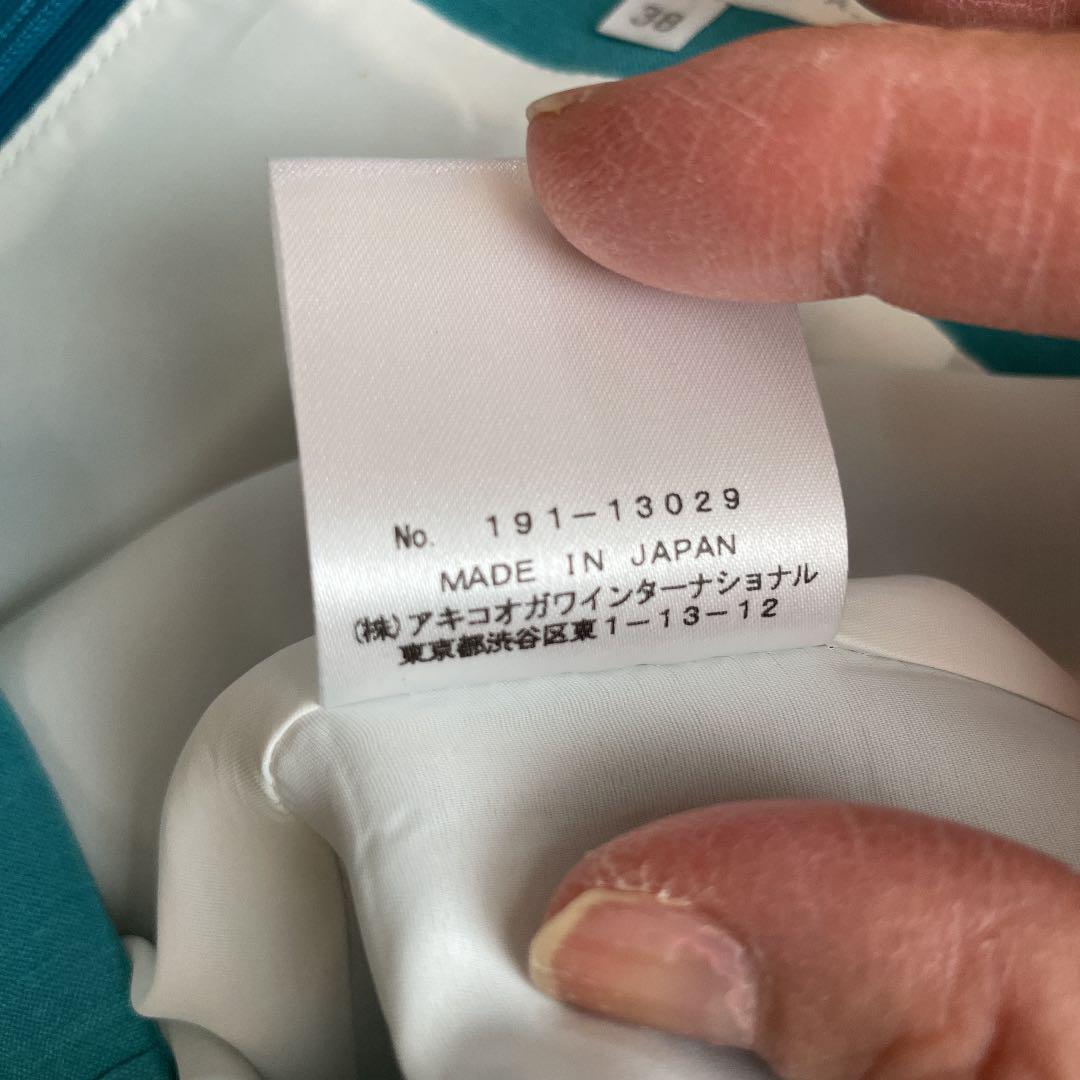 38
No. 191-13029
MADE IN JAPAN
(株)アキコオガワインターナショナル
東京都渋谷区東1-13-12